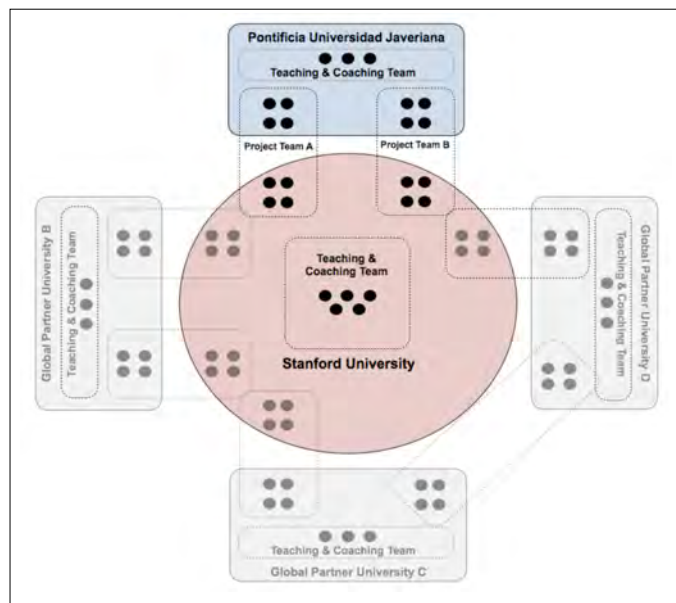 Pontificia Universidad Javeriana
Teaching & Coaching Team
Project Team A
Project Team B
Global Partner University B
Teaching & Coaching Team
Teaching &
Coaching Team
Stanford University
Teaching & Coaching Team
Global Partner University D
Teaching & Coaching Team
Global Partner University C